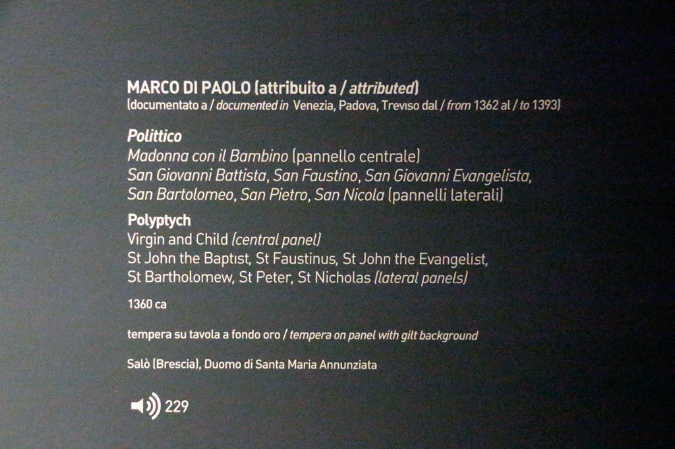 MARCO DI PAOLO (attribuito a / attributed)
(documentato a / documented in Venezia, Padova, Treviso dal / from 1362 al / to 1393)
Polittico
Madonna con il Bambino (pannello centrale)
San Giovanni Battista, San Faustino, San Giovanni Evangelista,
San Bartolomeo, San Pietro, San Nicola (pannelli laterali)
Polyptych
Virgin and Child (central panel)
St John the Baptist, St Faustinus, St John the Evangelist,
St Bartholomew, St Peter, St Nicholas (lateral panels)
1360 ca
tempera su tavola a fondo oro / tempera on panel with gilt background
Salò (Brescia), Duomo di Santa Maria Annunziata
229